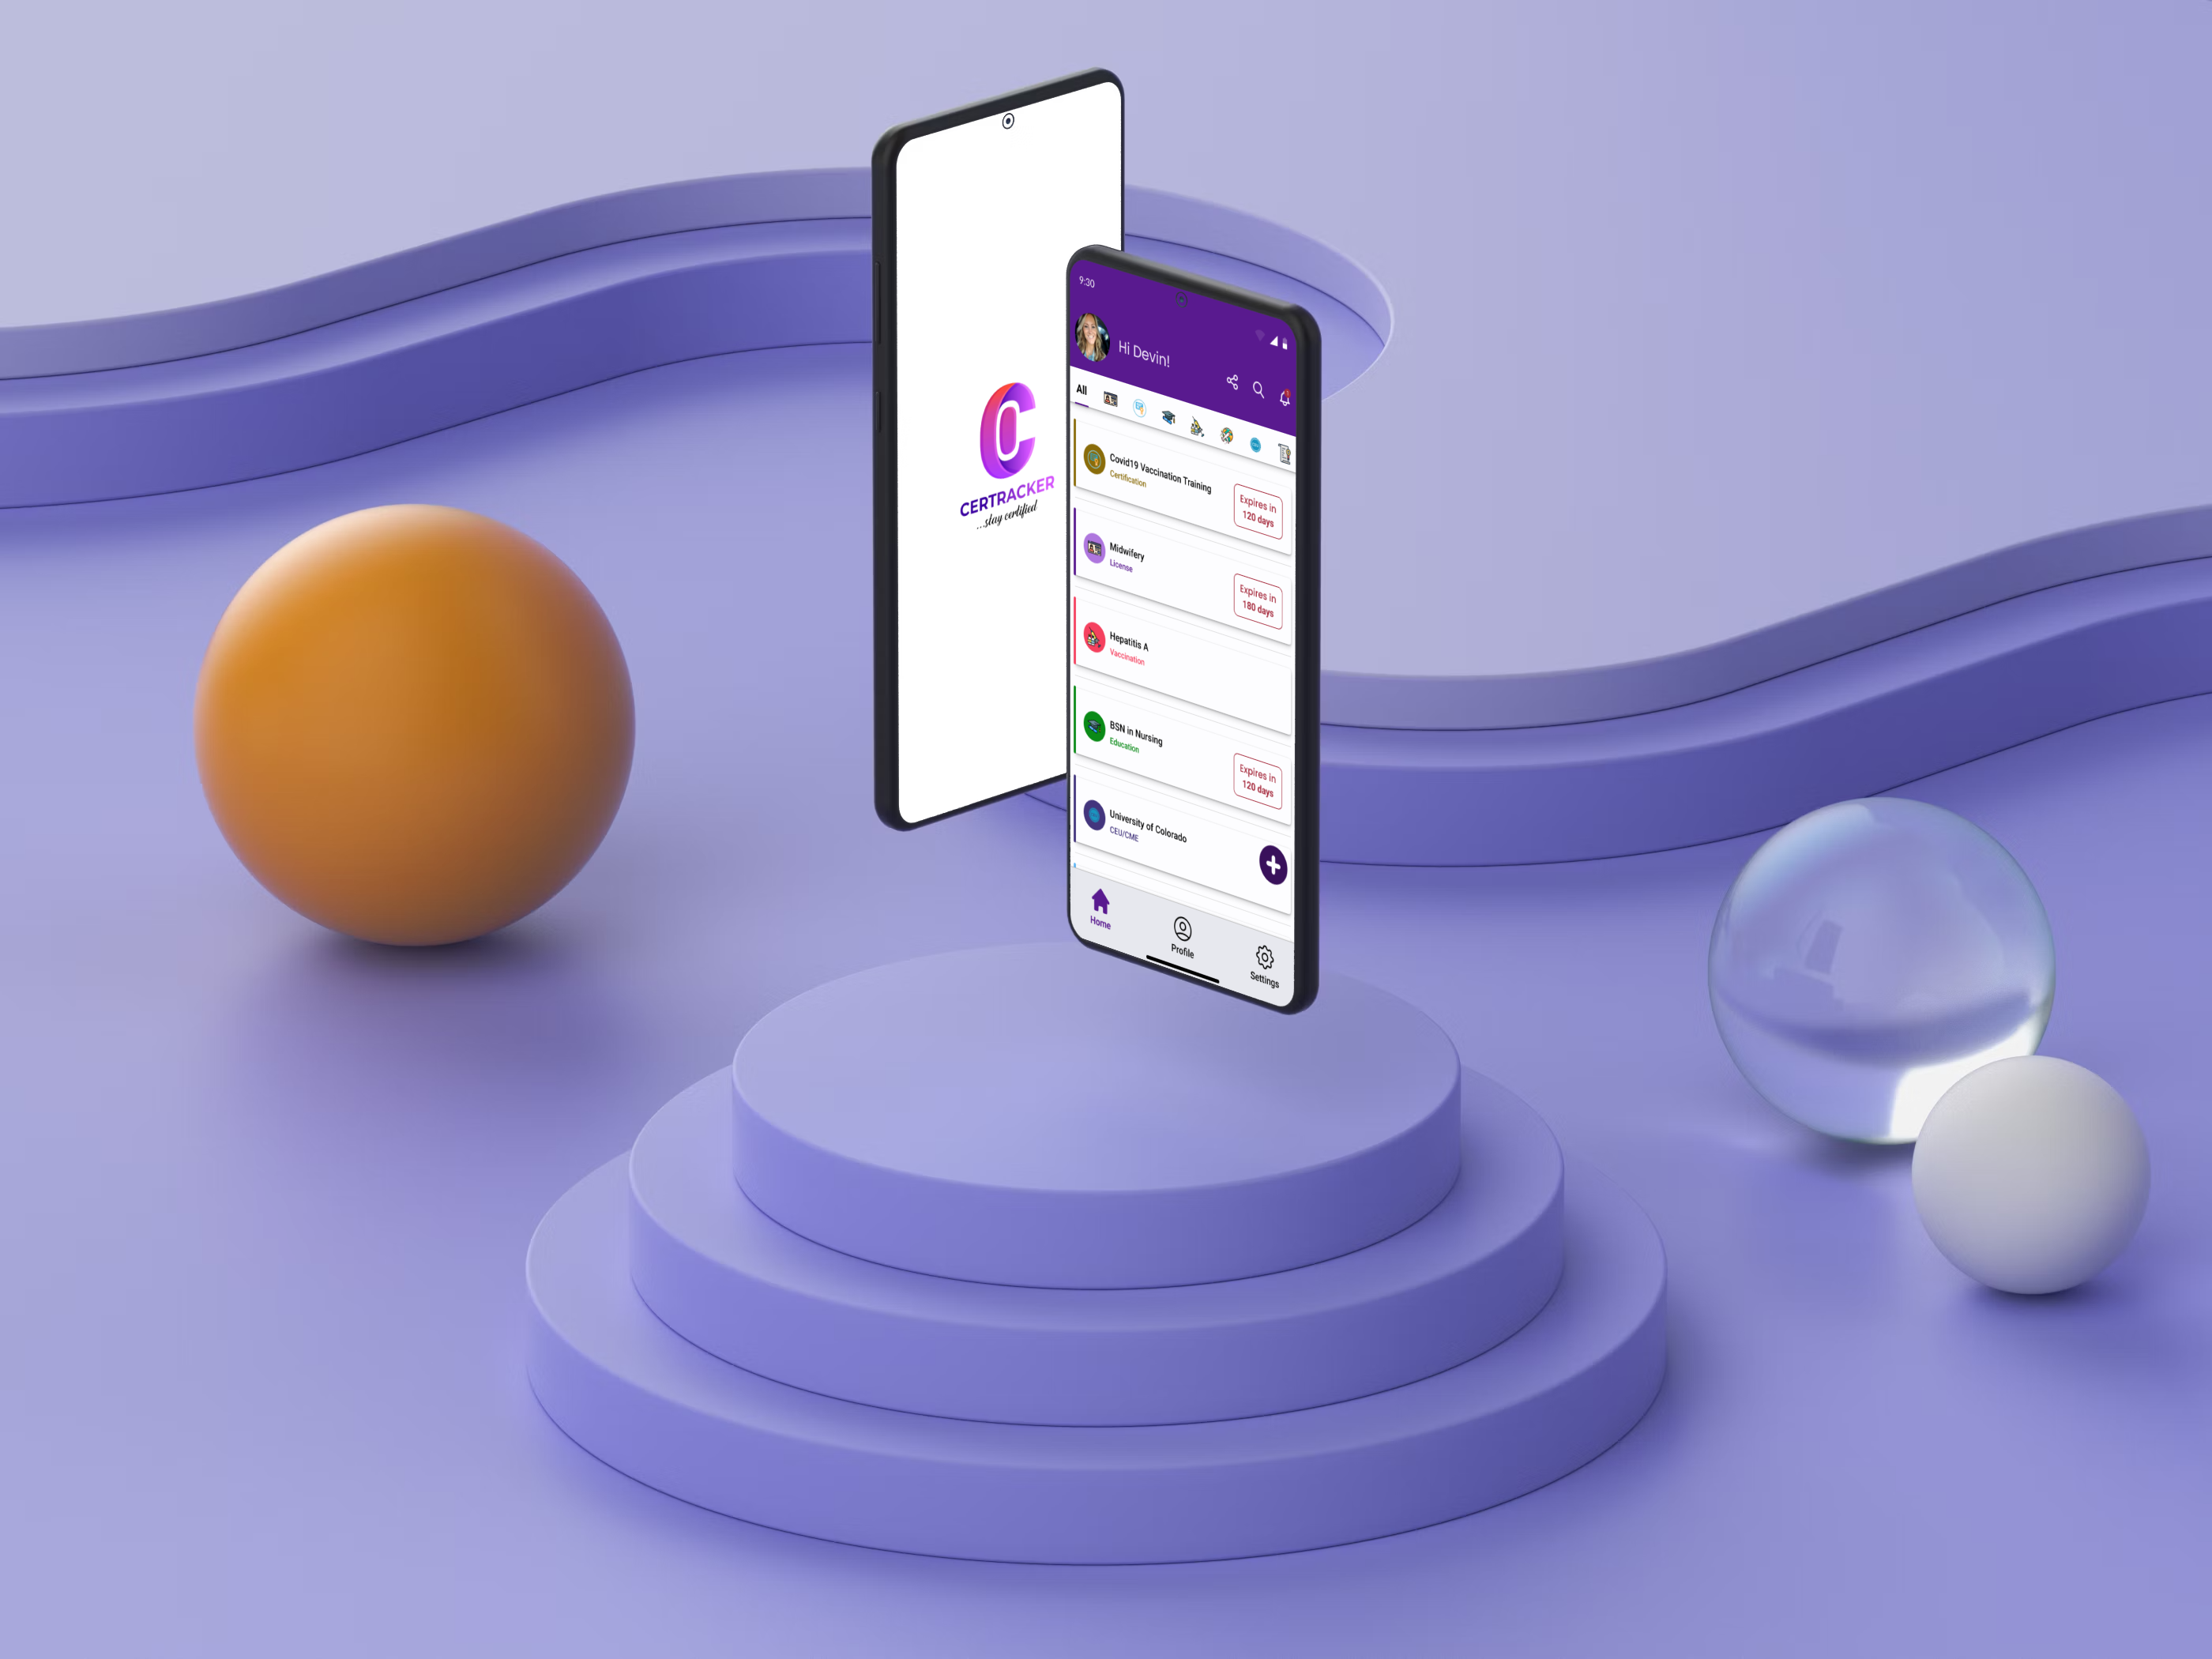 CERTRACKER
...stay certified
9:30
Hi Devin!
All
Covid19 Vaccination Training
Certification
Expires in
120 days
Midwifery
License
Expires in
180 days
Hepatitis A
Vaccination
BSN in Nursing
Education
Expires in
120 days
University of Colorado
CEU/CME
Home
Profile
Settings